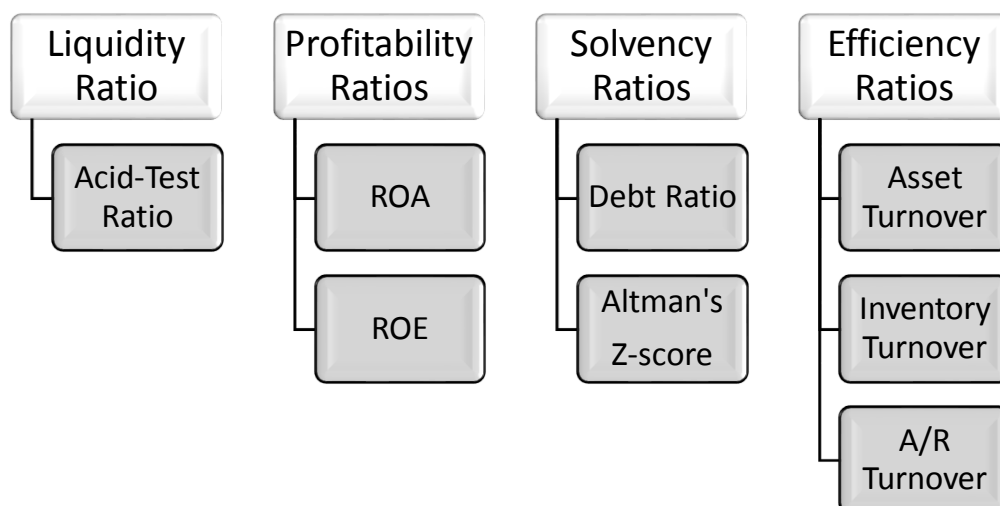 Liquidity
Ratio
Acid-Test
Ratio
Profitability
Ratios
ROA
ROE
Solvency
Ratios
Debt Ratio
Altman's
Z-score
Efficiency
Ratios
Asset
Turnover
Inventory
Turnover
A/R
Turnover